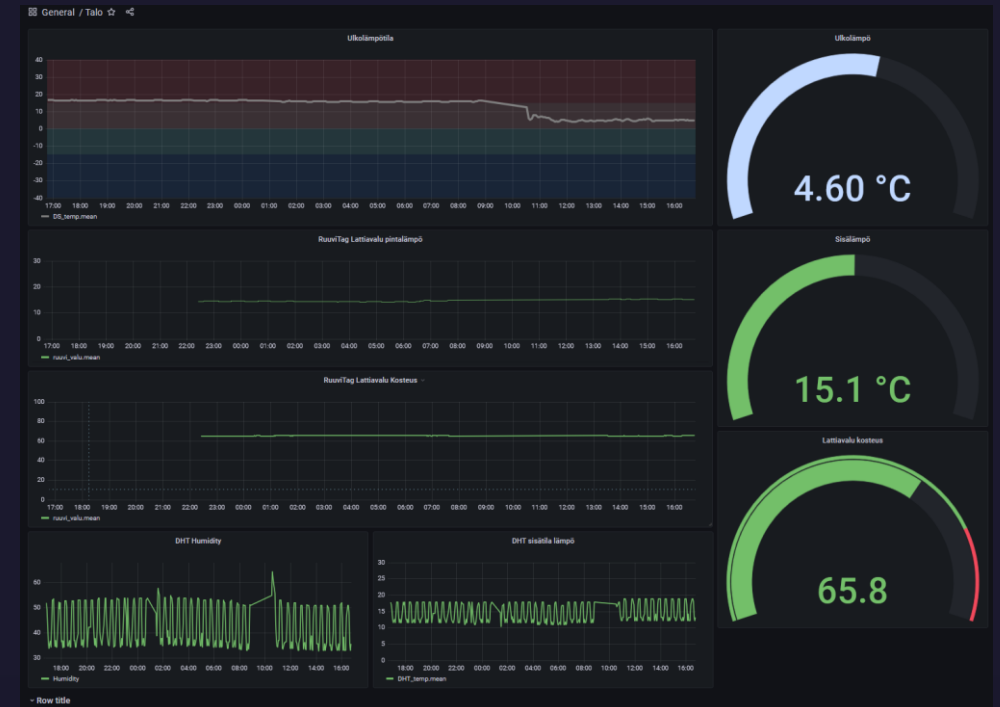 General / Talo
Ulkolämpötila
40
30
20
10
0
-10
-20
-30
-40
17:00 18:00 19:00 20:00 21:00 22:00 23:00 00:00 01:00 02:00 03:00 04:00 05:00 06:00 07:00 08:00 09:00 10:00 11:00 12:00 13:00 14:00 15:00 16:00
DS_temp.mean
Ulkolämpö
4.60 °C
RuuviTag Lattiavalu pintalämpö
30
20
10
0
17:00 18:00 19:00 20:00 21:00 22:00 23:00 00:00 01:00 02:00 03:00 04:00 05:00 06:00 07:00 08:00 09:00 10:00 11:00 12:00 13:00 14:00 15:00 16:00
ruuvi_valu.mean
Sisälämpö
15.1 °C
RuuviTag Lattiavalu Kosteus
100
80
60
40
20
0
17:00 18:00 19:00 20:00 21:00 22:00 23:00 00:00 01:00 02:00 03:00 04:00 05:00 06:00 07:00 08:00 09:00 10:00 11:00 12:00 13:00 14:00 15:00 16:00
ruuvi_valu.mean
Lattiavalu kosteus
65.8
DHT Humidity
60
50
40
30
18:00 20:00 22:00 00:00 02:00 04:00 06:00 08:00 10:00 12:00 14:00 16:00
Humidity
DHT sisätila lämpö
30
25
20
15
10
5
0
18:00 20:00 22:00 00:00 02:00 04:00 06:00 08:00 10:00 12:00 14:00 16:00
DHT_temp.mean
Row title